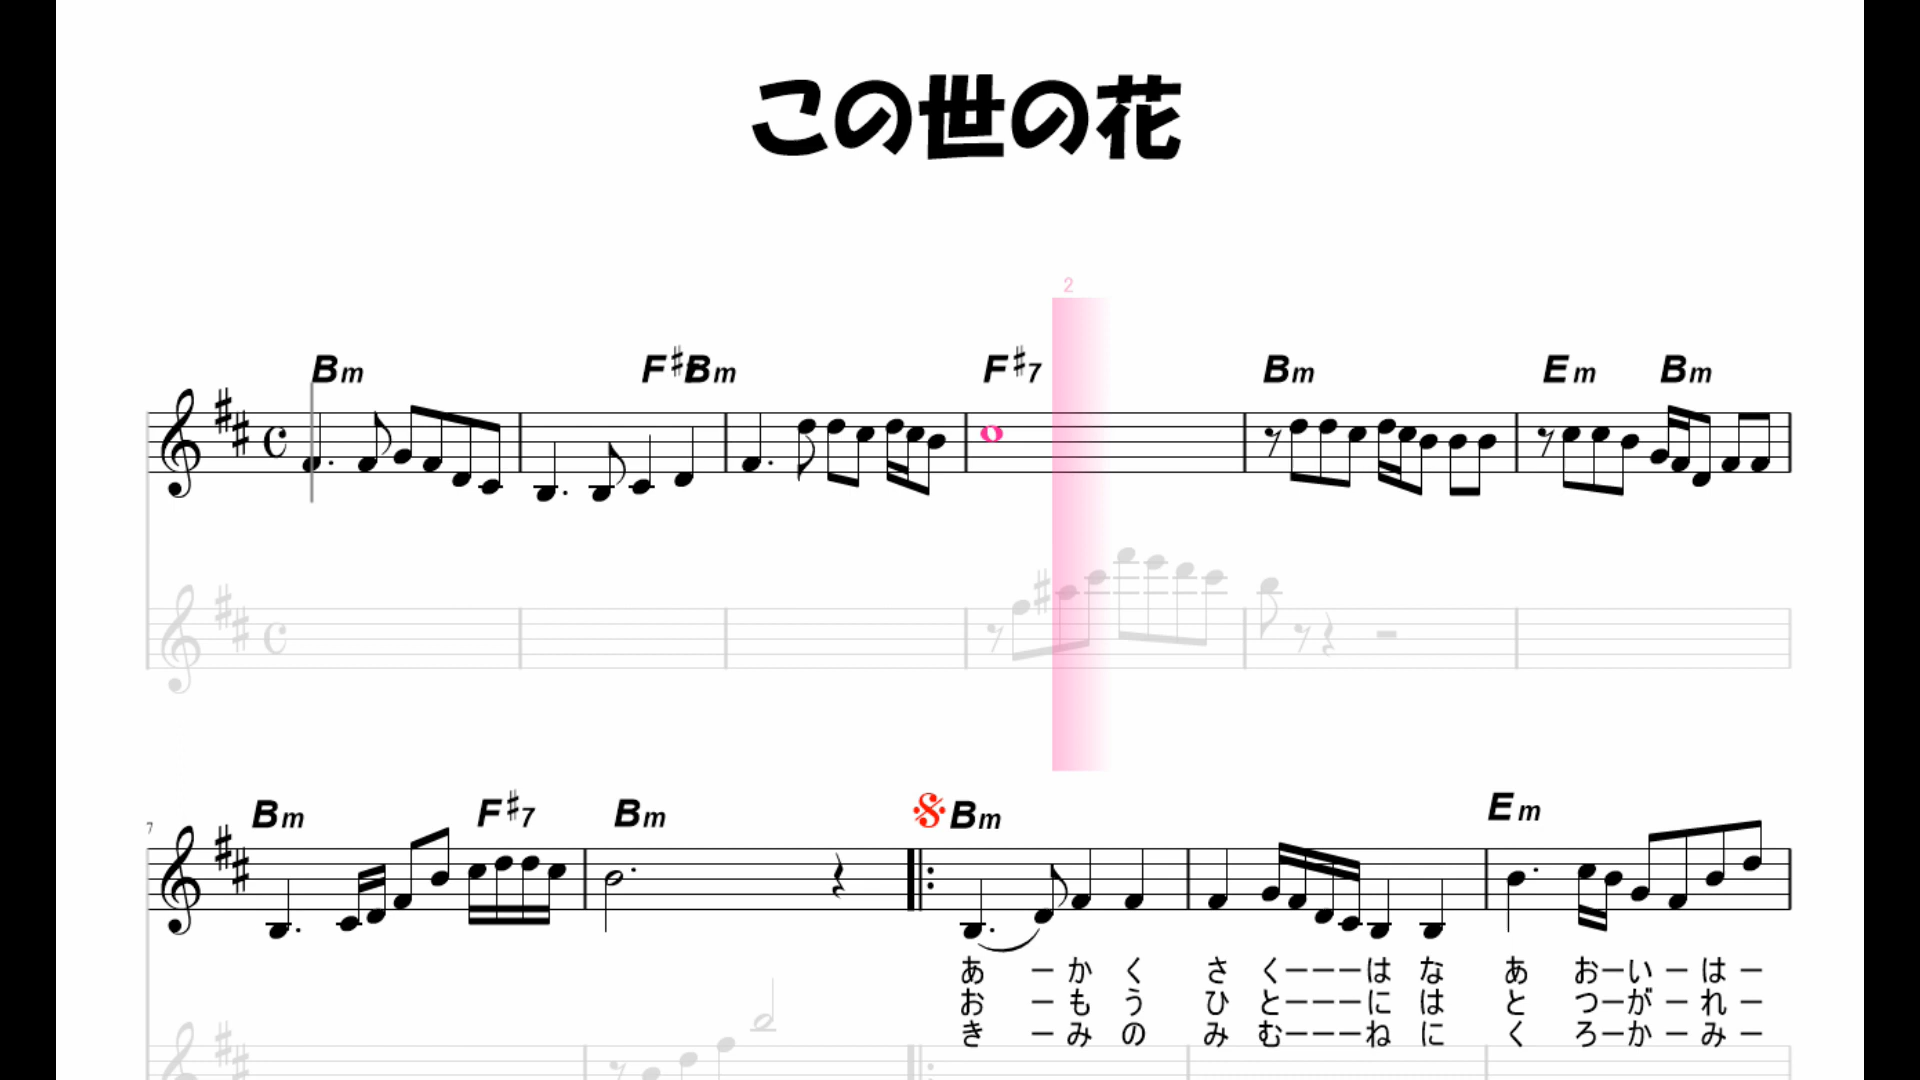 この世の花
2
Bm F♯7 Bm F♯7 Bm Em Bm
7
Bm F♯7 Bm Bm Em
あ ーか く さ くーーーは な あ おーい ー は ー
お ーも う ひ とーーーに は と つーが ー れ ー
き ーみ の み むーーーね に く ろーか ー み ー